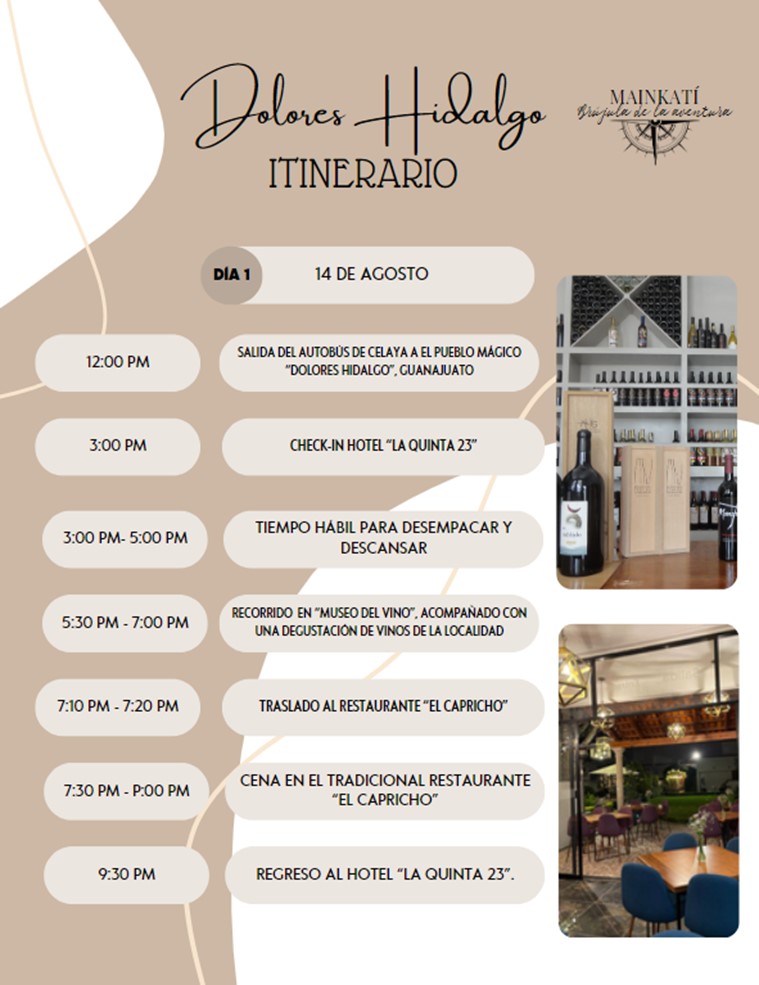 Dolores Hidalgo
ITINERARIO
MAINKATÍ
Brújula de la aventura
DÍA 1
14 DE AGOSTO
12:00 PM
SALIDA DEL AUTOBÚS DE CELAYA A EL PUEBLO MÁGICO
"DOLORES HIDALGO", GUANAJUATO
3:00 PM
CHECK-IN HOTEL "LA QUINTA 23"
3:00 PM- 5:00 PM
TIEMPO HÁBIL PARA DESEMPACAR Y
DESCANSAR
5:30 PM - 7:00 PM
RECORRIDO EN "MUSEO DEL VINO", ACOMPAÑADO CON
UNA DEGUSTACIÓN DE VINOS DE LA LOCALIDAD
7:10 PM - 7:20 PM
TRASLADO AL RESTAURANTE "EL CAPRICHO"
7:30 PM - P:00 PM
CENA EN EL TRADICIONAL RESTAURANTE
"EL CAPRICHO"
9:30 PM
REGRESO AL HOTEL "LA QUINTA 23".